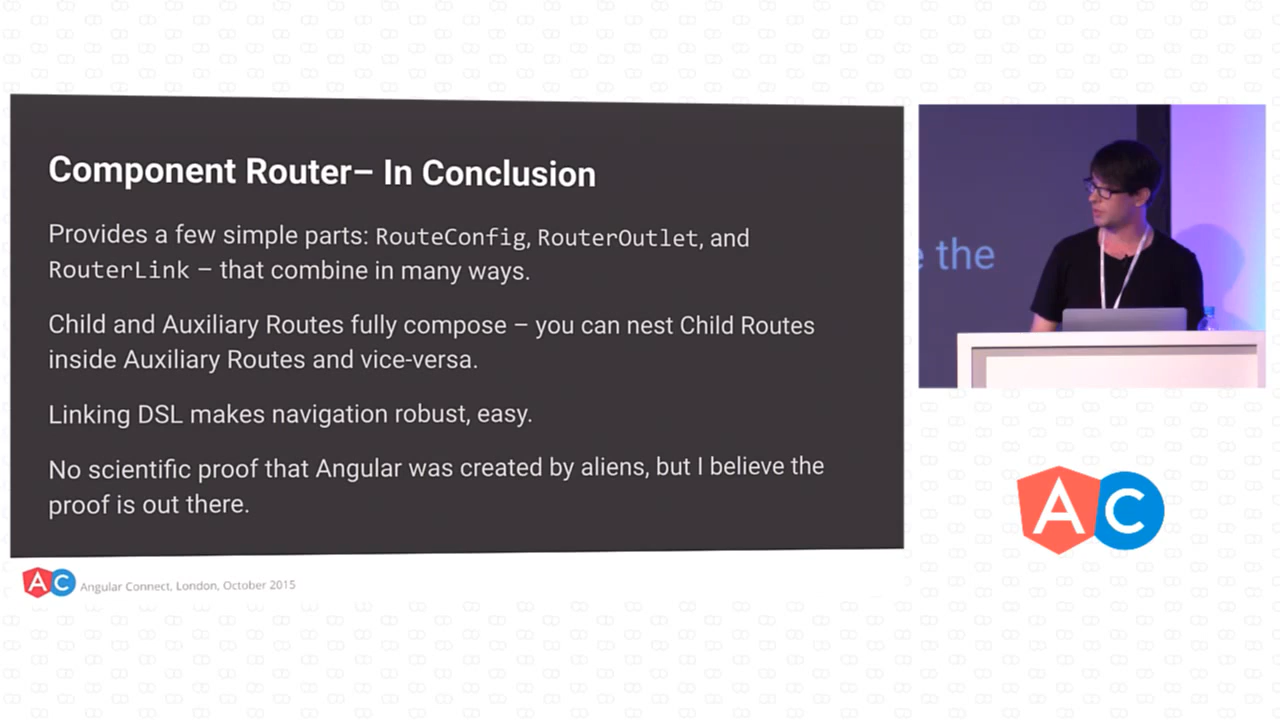 Component Router– In Conclusion
Provides a few simple parts: RouteConfig, RouterOutlet, and
RouterLink – that combine in many ways.
Child and Auxiliary Routes fully compose – you can nest Child Routes
inside Auxiliary Routes and vice-versa.
Linking DSL makes navigation robust, easy.
No scientific proof that Angular was created by aliens, but I believe the
proof is out there.
AC Angular Connect, London, October 2015
the
AC